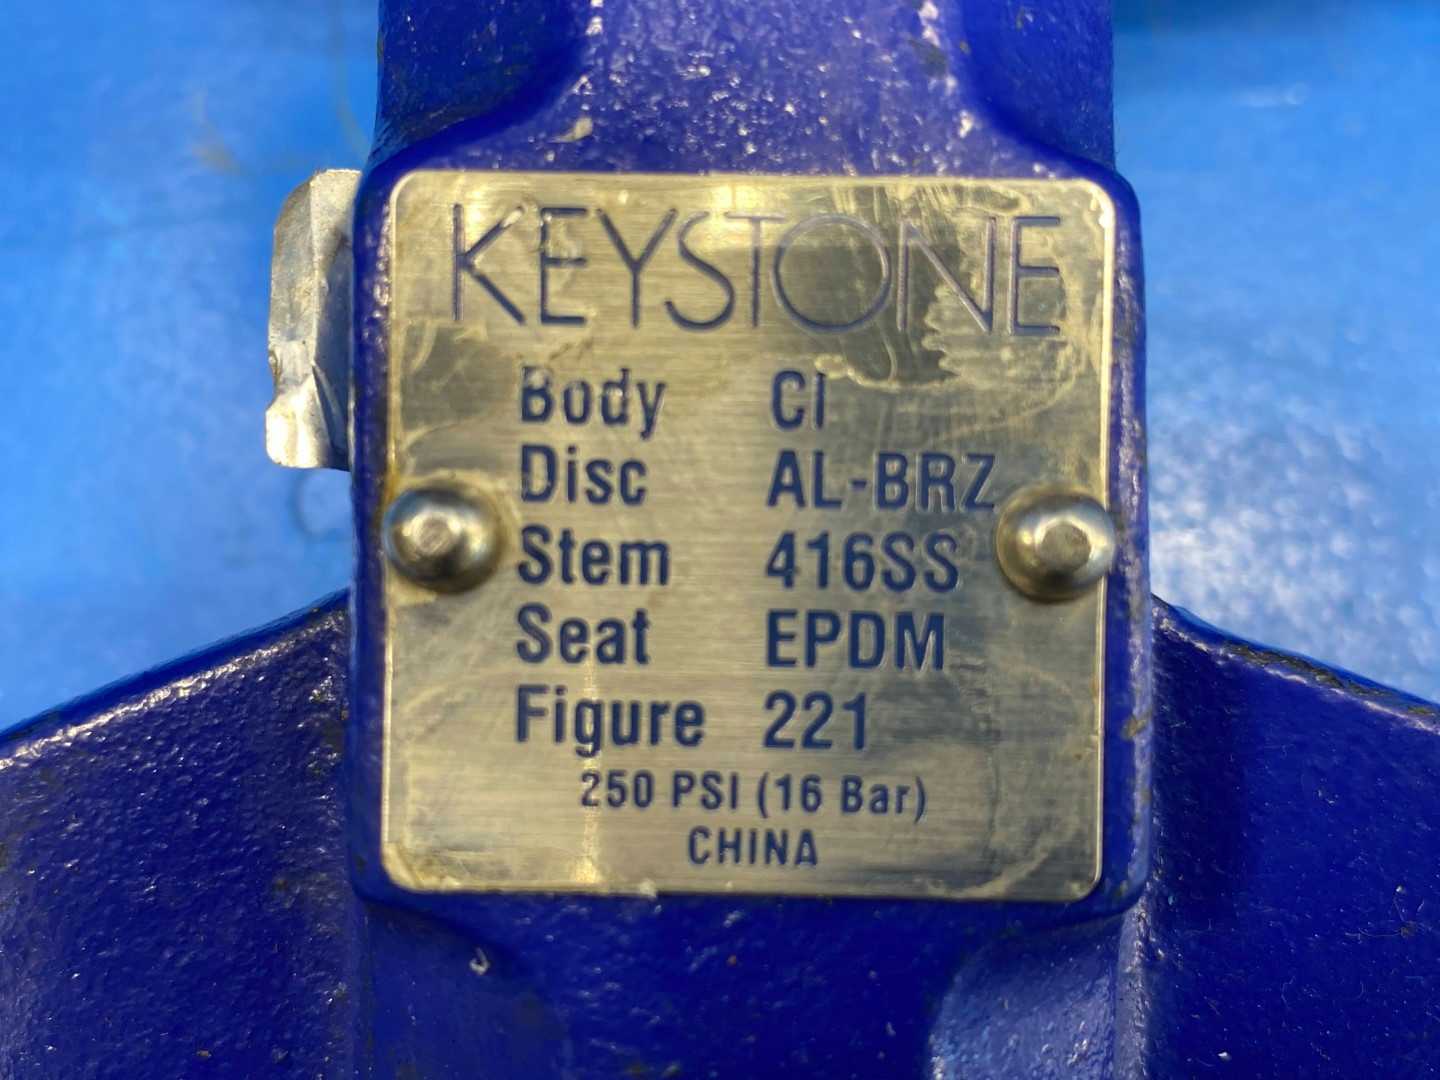 KEYSTONE
Body CI
Disc AL-BRZ
Stem 416SS
Seat EPDM
Figure 221
250 PSI (16 Bar)
CHINA